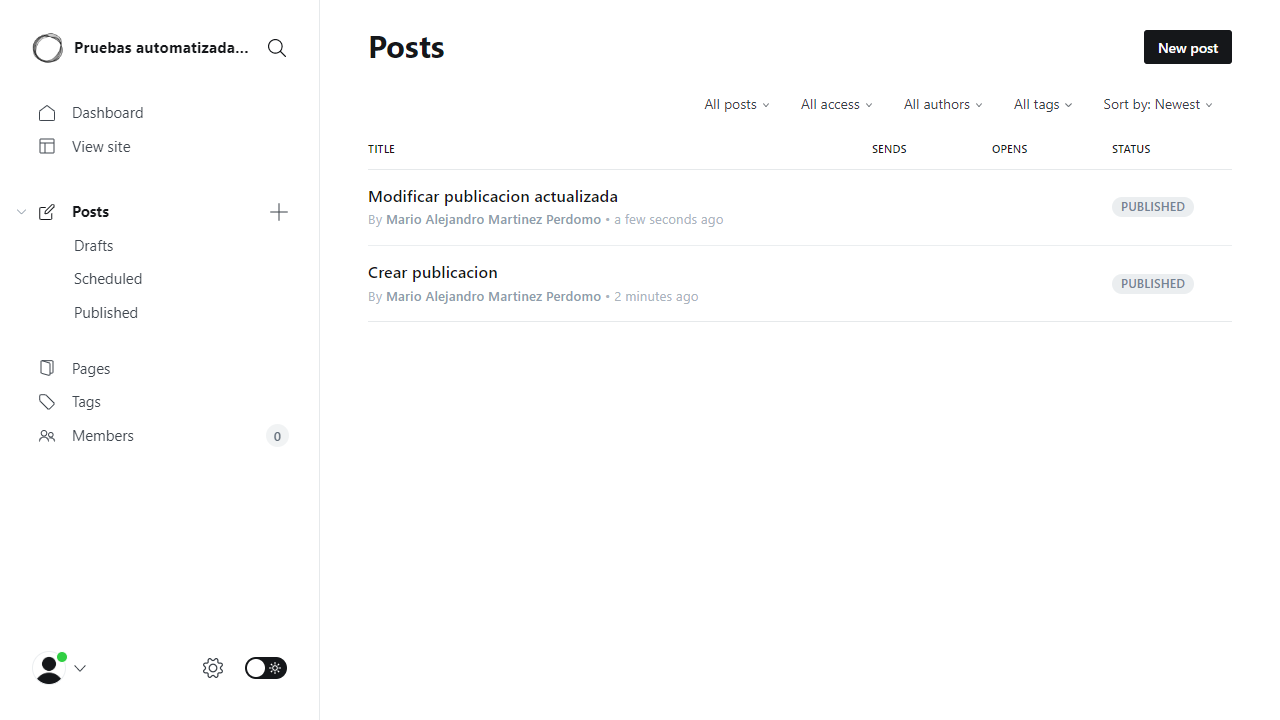 Pruebas automatizada...
Dashboard
View site
Posts
Drafts
Scheduled
Published
Pages
Tags
Members
0
Posts
New post
All posts
All access
All authors
All tags
Sort by: Newest
TITLE
SENDS
OPENS
STATUS
Modificar publicacion actualizada
By Mario Alejandro Martinez Perdomo • a few seconds ago
PUBLISHED
Crear publicacion
By Mario Alejandro Martinez Perdomo • 2 minutes ago
PUBLISHED